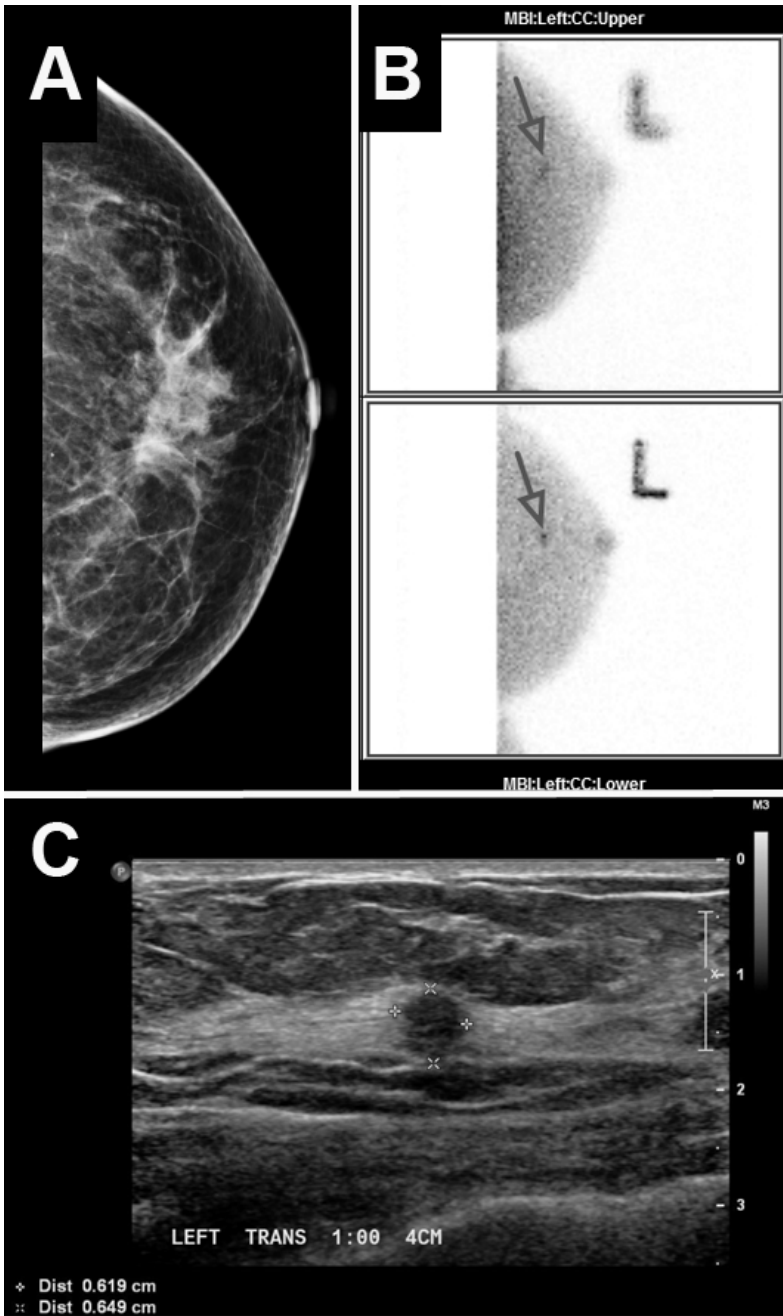 A
B
MBI:Left:CC:Upper
L
L
MBI:Left:CC:Lower
C
M3
P
0
1
x
2
3
LEFT TRANS 1:00 4CM
Dist 0.619 cm
Dist 0.649 cm